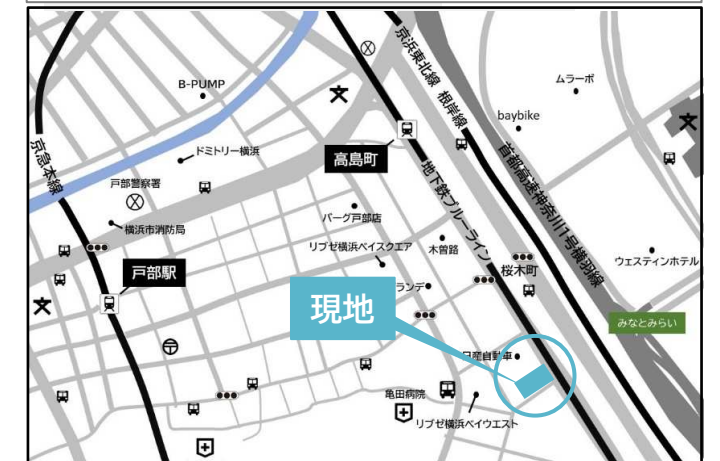 京浜東北線 根岸線
B-PUMP
ムラーボ
baybike
京急本線
ドミトリー横浜
高島町
首都高速神奈川1号横羽線
戸部警察署
地下鉄ブルーライン
横浜市消防局
バーグ戸部店
リブゼ横浜ベイスクエア
木曽路
ウェスティンホテル
戸部駅
桜木町
ランデ
現地
みなとみらい
日産自動車
亀田病院
リブゼ横浜ベイウエスト